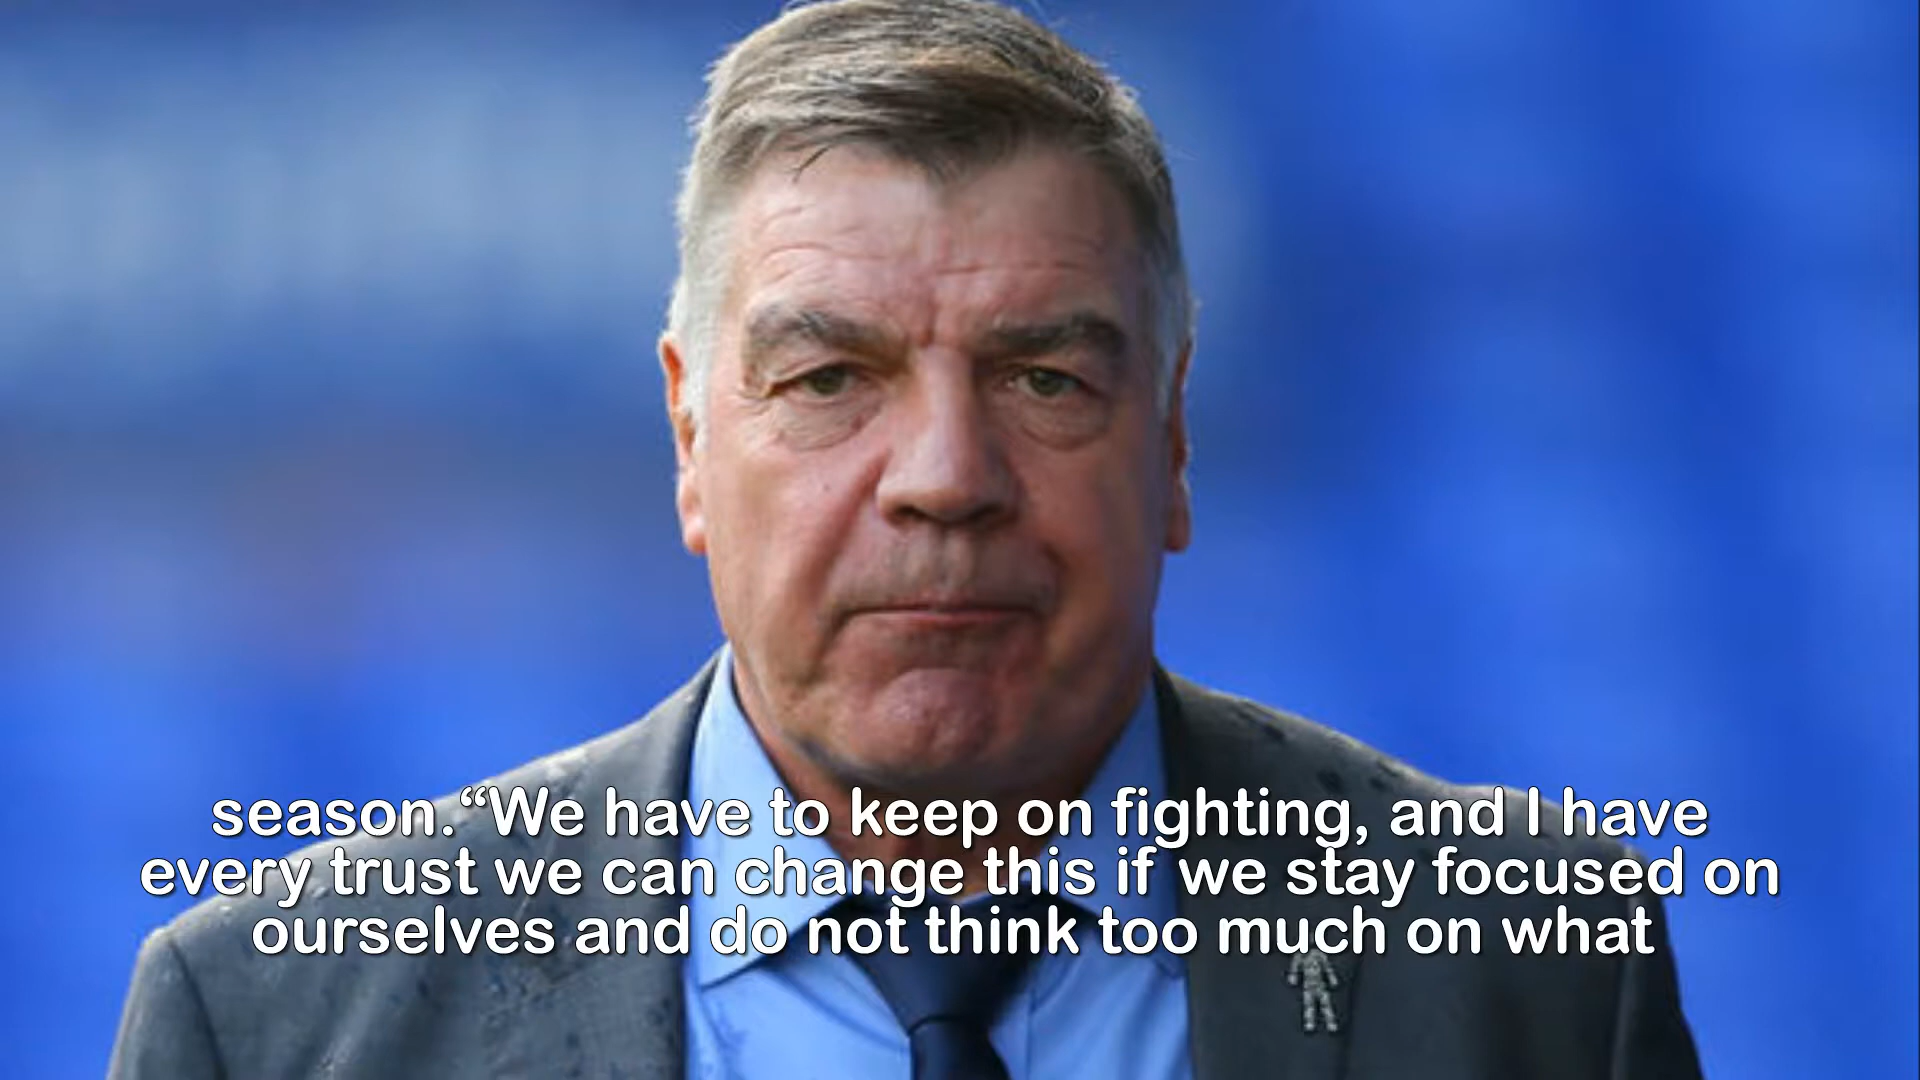 season.“We have to keep on fighting, and I have
every trust we can change this if we stay focused on
ourselves and do not think too much on what